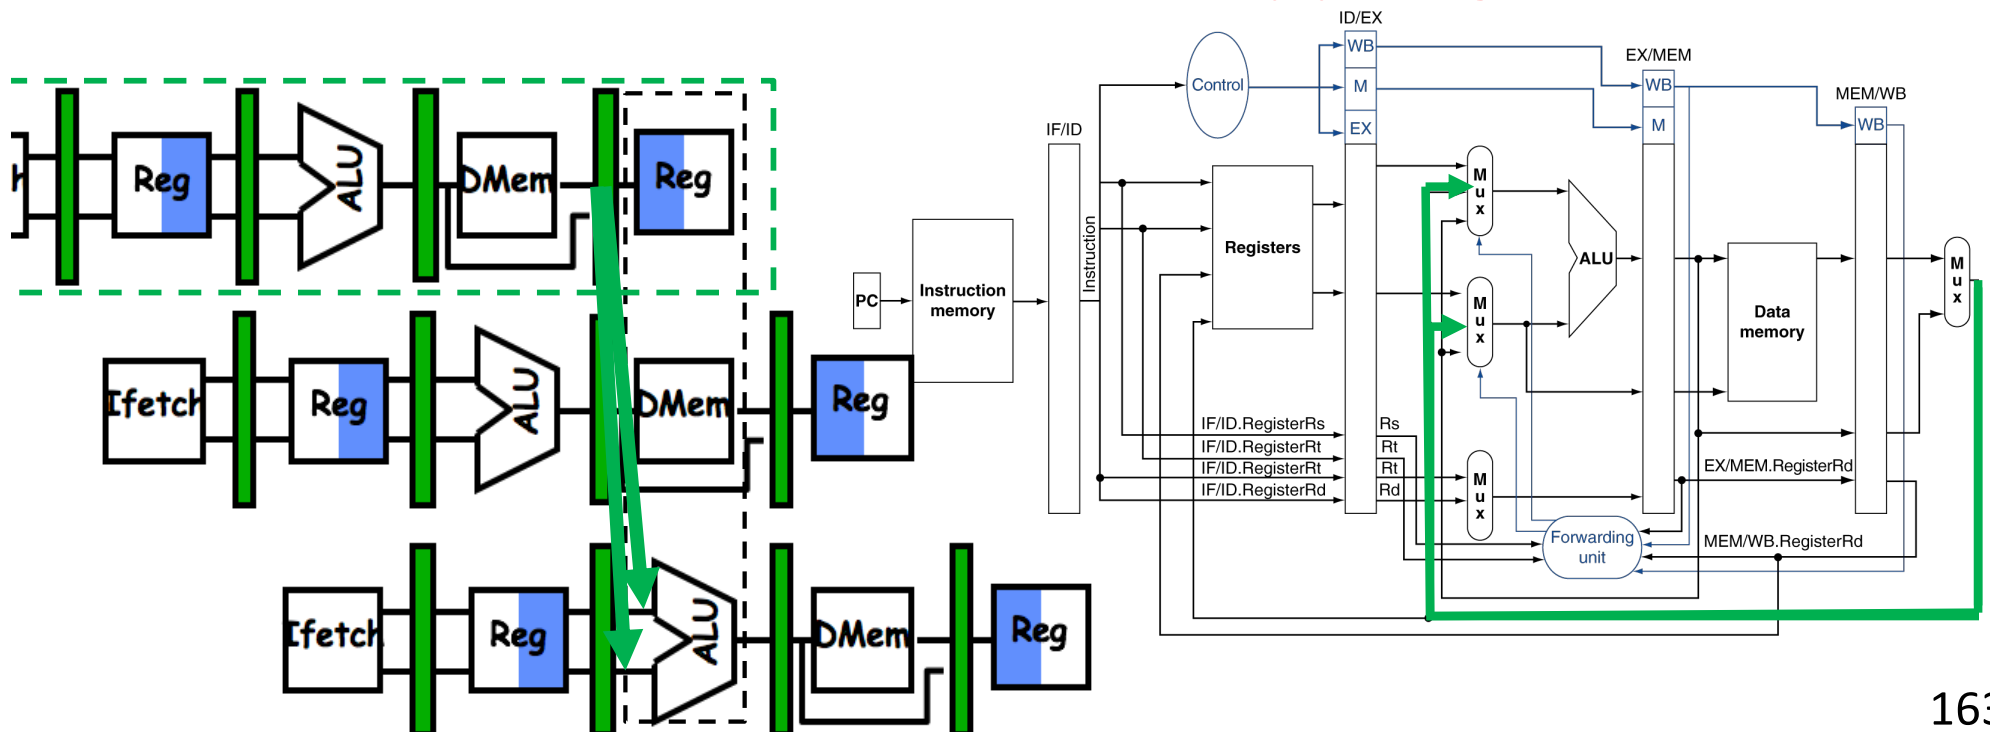 h
Reg
ALU
DMem
Reg
Ifetch
Reg
ALU
DMem
Reg
Ifetch
Reg
ALU
DMem
Reg
ID/EX
WB
M
EX
Control
EX/MEM
WB
M
MEM/WB
WB
IF/ID
PC
Instruction
memory
Instruction
Registers
M
u
x
M
u
x
M
u
x
ALU
Data
memory
M
u
x
IF/ID.RegisterRs
IF/ID.RegisterRt
IF/ID.RegisterRt
IF/ID.RegisterRd
Rs
Rt
Rt
Rd
EX/MEM.RegisterRd
Forwarding
unit
MEM/WB.RegisterRd
163